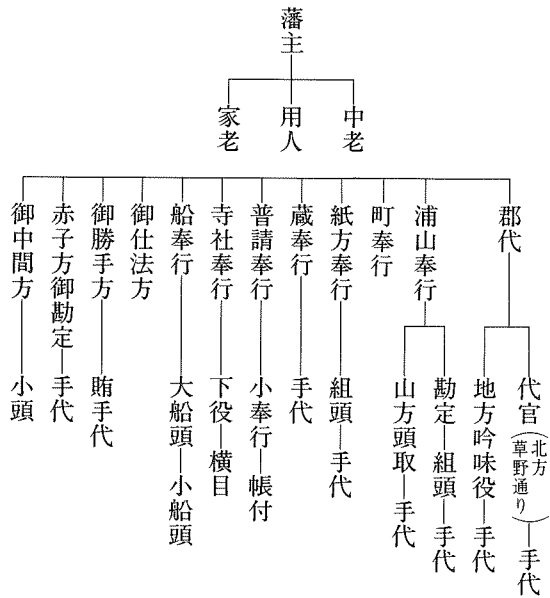 藩主
中老
用人
家老
郡代
代官（北方草野通り）―手代
地方吟味役―手代
浦山奉行
勘定―組頭―手代
山方頭取―手代
町奉行
紙方奉行―組頭―手代
蔵奉行―手代
普請奉行―小奉行―帳付
寺社奉行―下役―横目
船奉行―大船頭―小船頭
御仕法方
御勝手方―賄手代
赤子方御勘定―手代
御中間方―小頭